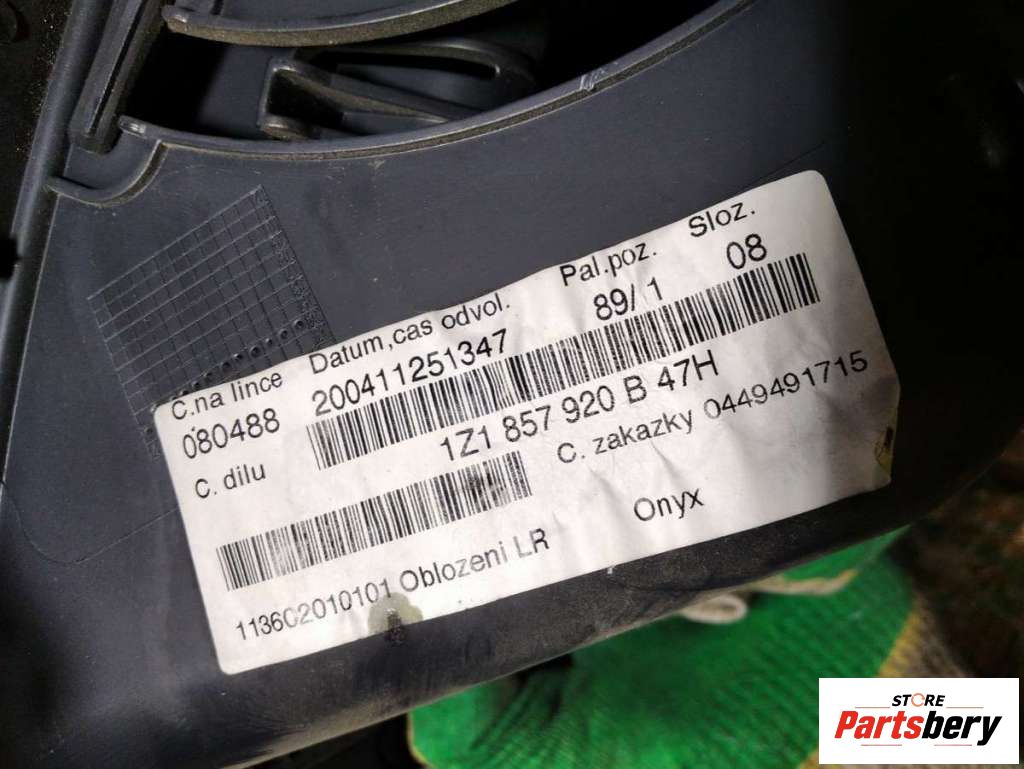 Č.na lince Datum,cas odvol. Pal.poz. Sloz.
080488 200411251347 89/ 1 08
C. dilu 1Z1 857 920 B 47H
C. zakazky 0449491715
113602010101 Oblozeni LR Onyx
STORE
Partsbery